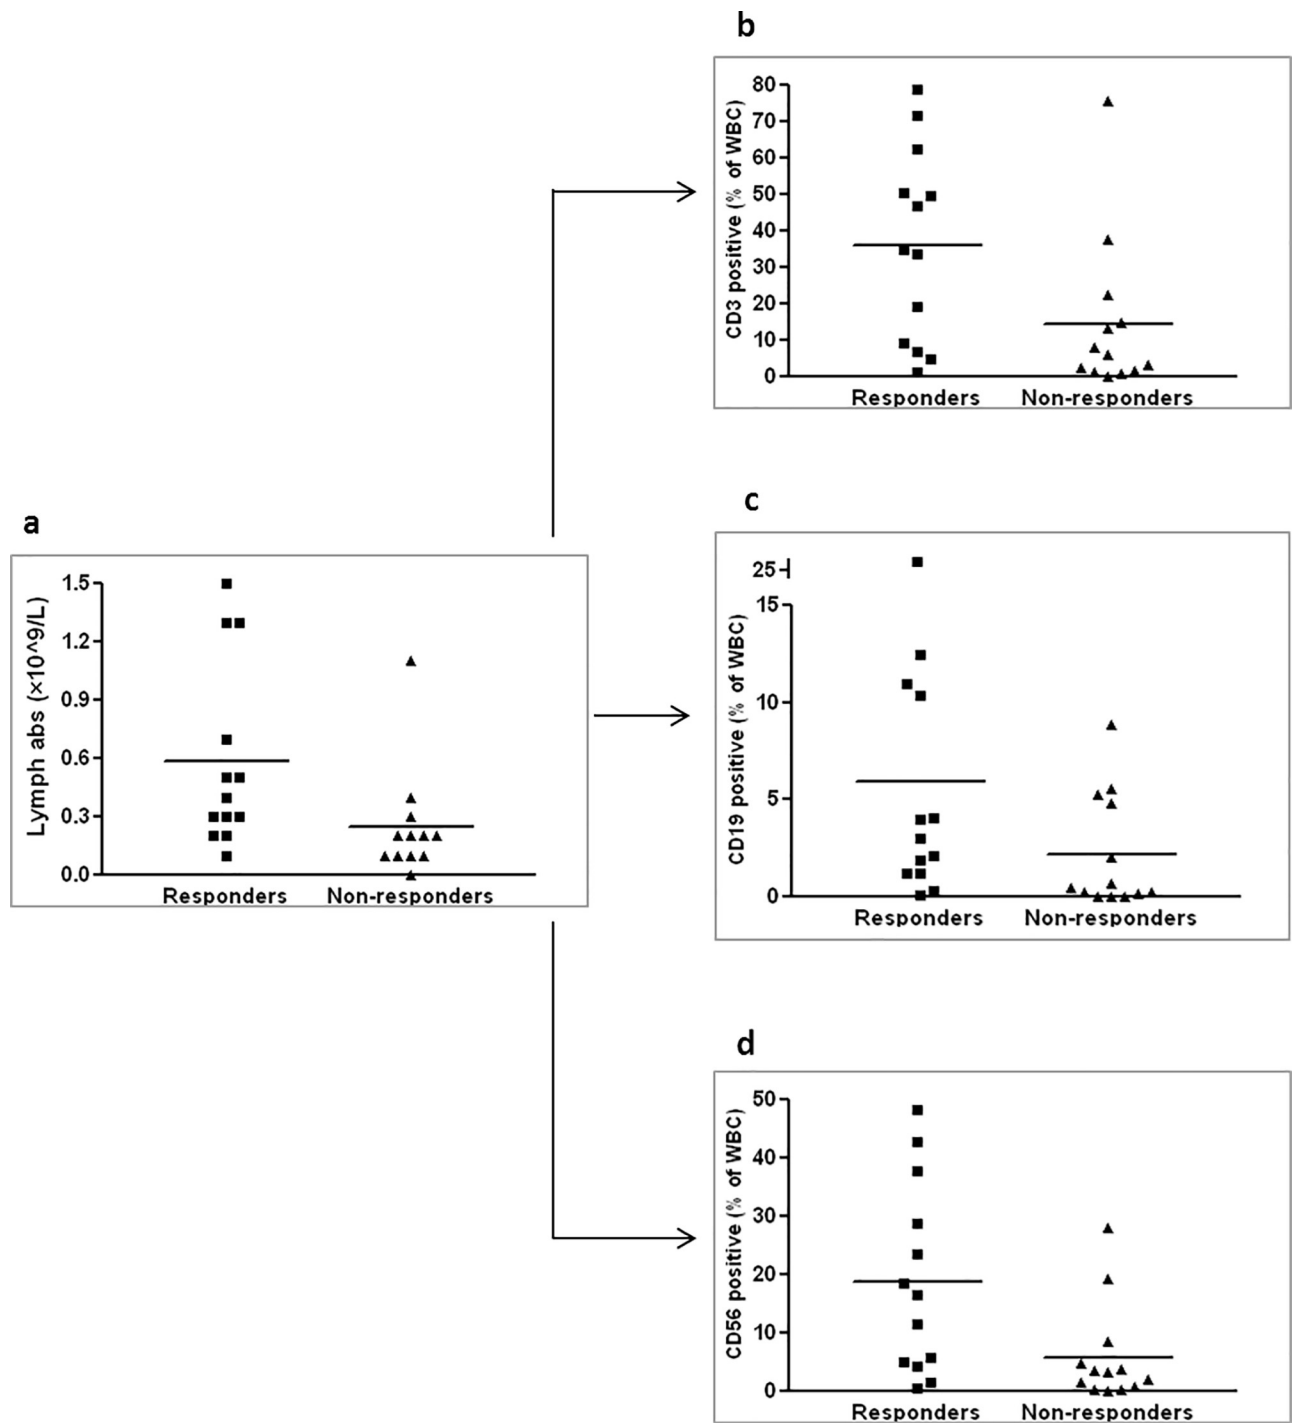 b
CD3 positive (% of WBC)
80
70
60
50
40
30
20
10
0
Responders Non-responders
a
Lymph abs (×10^9/L)
1.5
1.2
0.9
0.6
0.3
0.0
Responders Non-responders
c
CD19 positive (% of WBC)
25
15
10
5
0
Responders Non-responders
d
CD56 positive (% of WBC)
50
40
30
20
10
0
Responders Non-responders